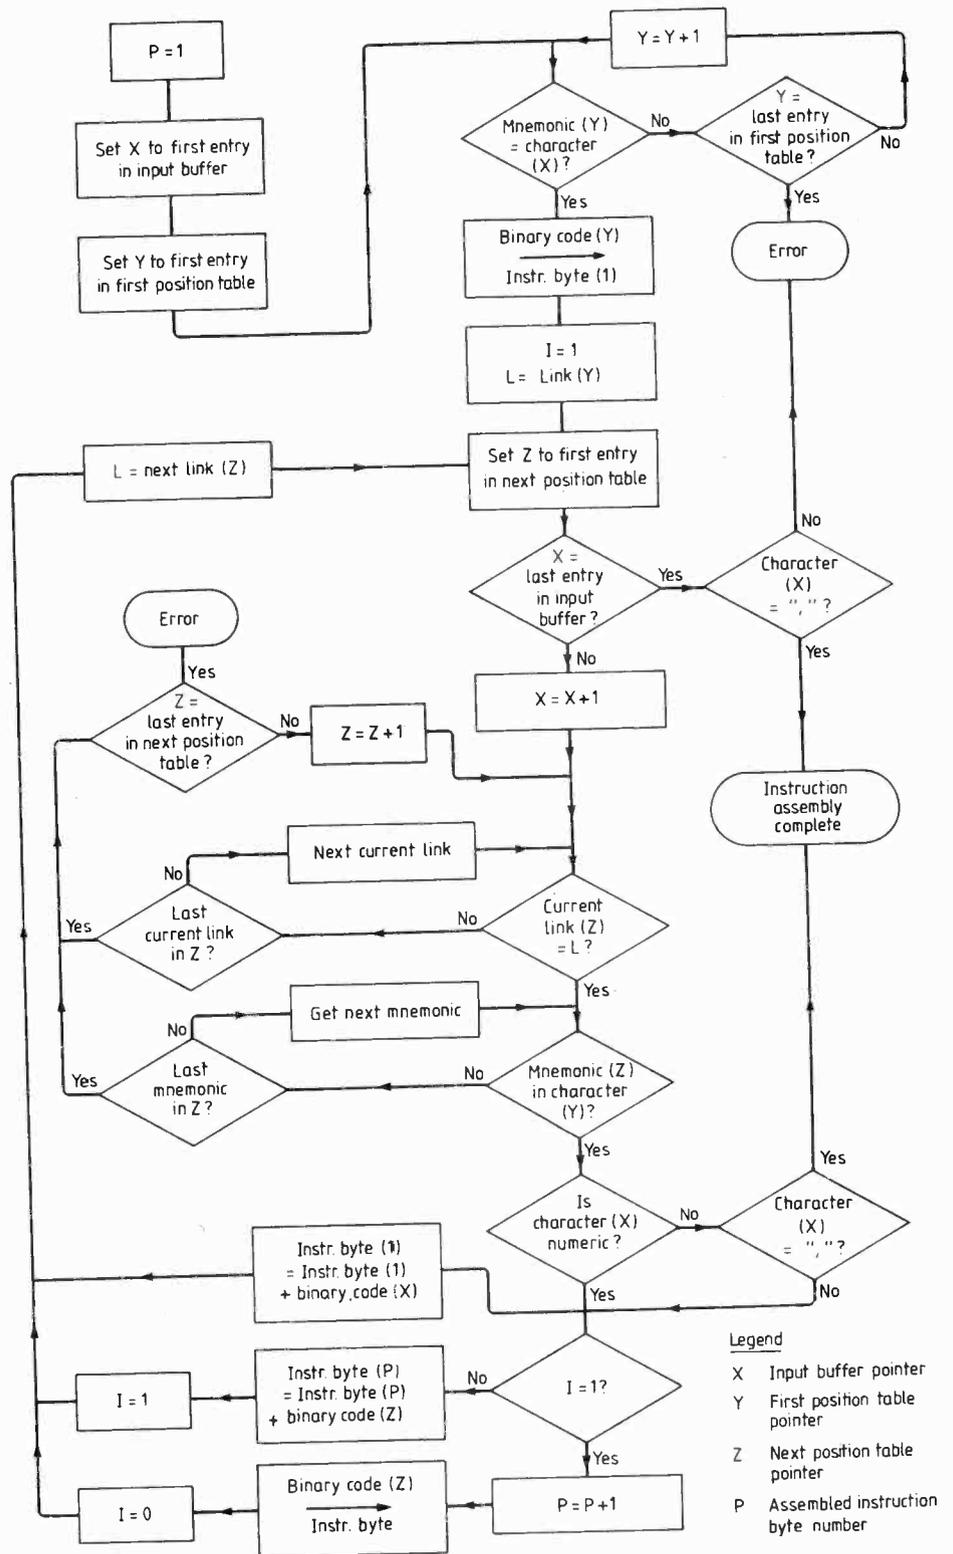 P = 1
Set X to first entry
in input buffer
Set Y to first entry
in first position table
Y = Y + 1
Mnemonic (Y)
= character
(X) ?
No
Y =
last entry
in first position
table ?
No
Yes
Yes
Error
Binary code (Y)
Instr. byte (1)
I = 1
L = Link (Y)
L = next link (Z)
Set Z to first entry
in next position table
X =
last entry
in input
buffer ?
Yes
No
Character
(X)
= "," ?
Yes
No
Error
Yes
Z =
last entry
in next position
table ?
No
Z = Z + 1
X = X + 1
Instruction
assembly
complete
Next current link
No
Last
current link
in Z ?
Yes
No
Current
link (Z)
= L ?
Yes
Get next mnemonic
No
Last
mnemonic
in Z ?
Yes
No
Mnemonic (Z)
in character
(Y) ?
Yes
Is
character (X)
numeric ?
No
Yes
Character
(X)
= "," ?
Yes
No
Instr. byte (1)
= Instr. byte (1)
+ binary code (X)
I = 1
Instr. byte (P)
= Instr. byte (P)
+ binary code (Z)
No
I = 1?
Yes
I = 0
Binary code (Z)
Instr. byte
P = P + 1
Legend
X Input buffer pointer
Y First position table
pointer
Z Next position table
pointer
P Assembled instruction
byte number